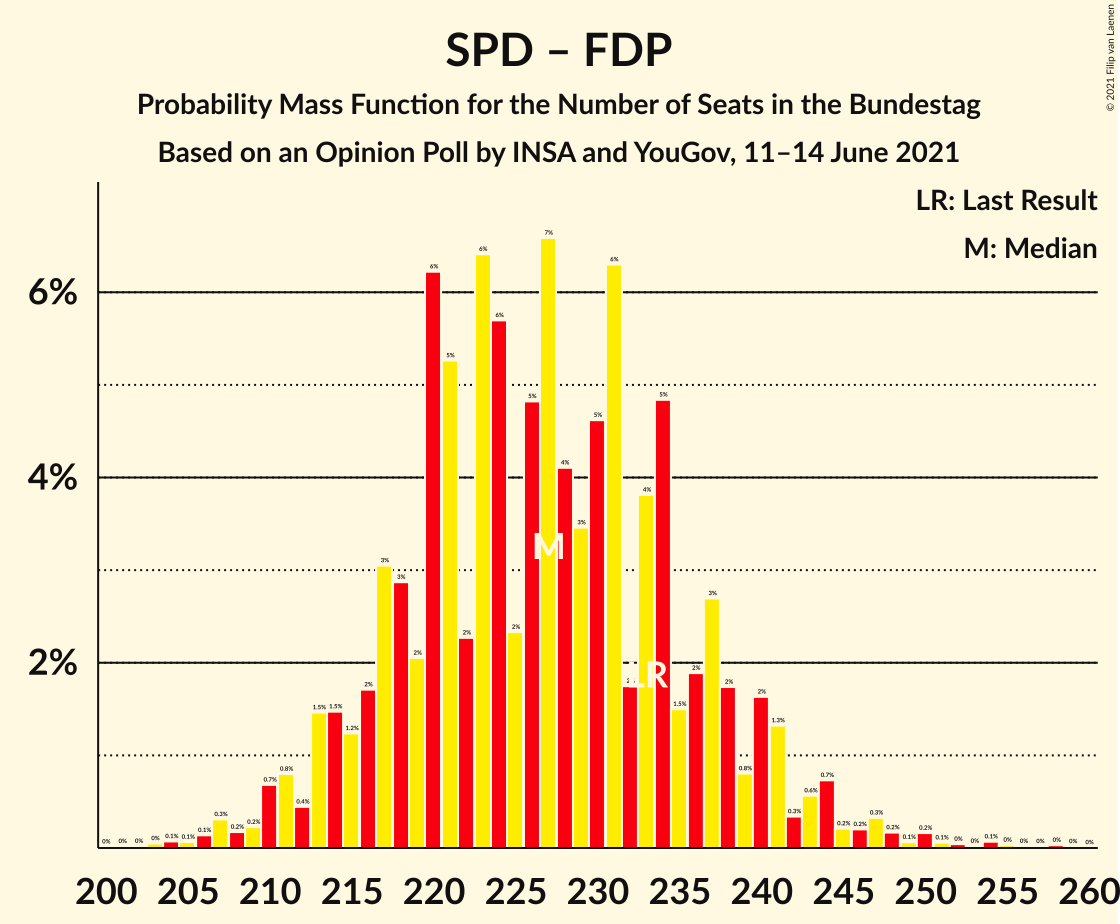 SPD – FDP
Probability Mass Function for the Number of Seats in the Bundestag
Based on an Opinion Poll by INSA and YouGov, 11–14 June 2021
© 2021 Filip van Laenen
LR: Last Result
M: Median
6%
4%
2%
0% 0% 0% 0% 0.1% 0.1% 0.1% 0.3% 0.2% 0.2% 0.7% 0.8% 0.4% 1.5% 1.5% 1.2% 2% 3% 3% 2% 6% 5% 2% 6% 6% 2% 5% 7% 4% 3% 5% 6% 4% 5% 1.5% 2% 3% 2% 0.8% 2% 1.3% 0.3% 0.6% 0.7% 0.2% 0.2% 0.3% 0.2% 0.1% 0.2% 0.1% 0% 0% 0.1% 0% 0% 0% 0% 0% 0%
M
LR
200 205 210 215 220 225 230 235 240 245 250 255 260